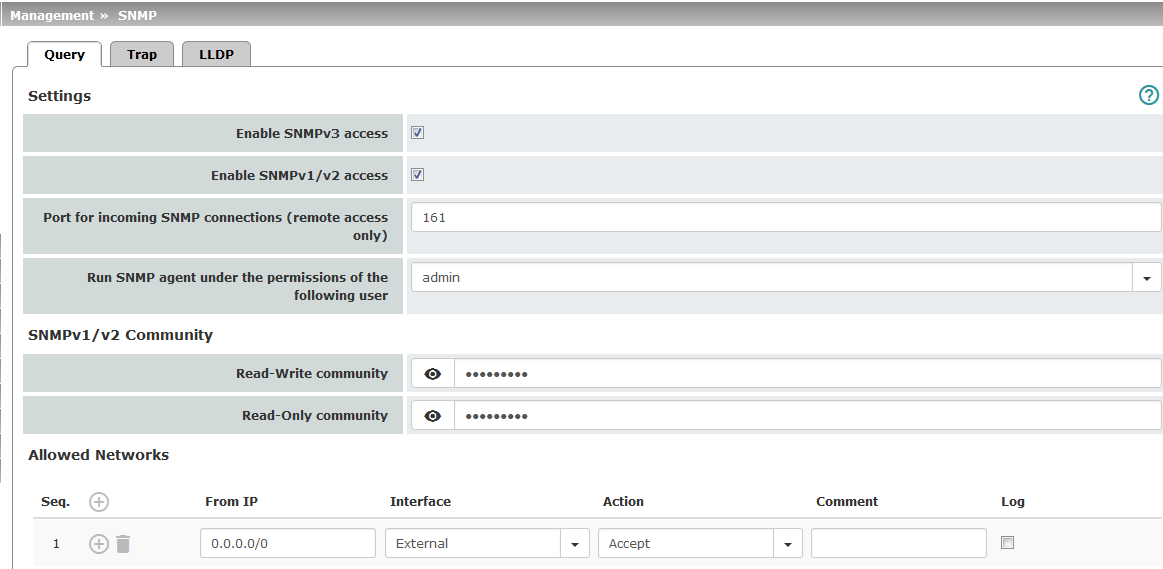 Management » SNMP
Query Trap LLDP
Settings ?
Enable SNMPv3 access
Enable SNMPv1/v2 access
Port for incoming SNMP connections (remote access
only)
161
Run SNMP agent under the permissions of the
following user
admin
SNMPv1/v2 Community
Read-Write community •••••••••
Read-Only community •••••••••
Allowed Networks
Seq. From IP Interface Action Comment Log
1 0.0.0.0/0 External Accept